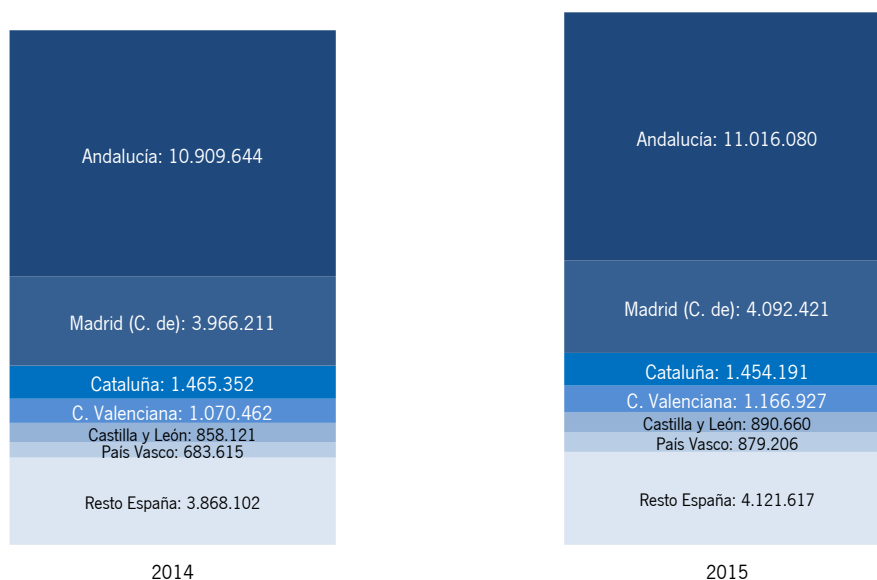 Andalucía: 10.909.644
Madrid (C. de): 3.966.211
Cataluña: 1.465.352
C. Valenciana: 1.070.462
Castilla y León: 858.121
País Vasco: 683.615
Resto España: 3.868.102
2014
Andalucía: 11.016.080
Madrid (C. de): 4.092.421
Cataluña: 1.454.191
C. Valenciana: 1.166.927
Castilla y León: 890.660
País Vasco: 879.206
Resto España: 4.121.617
2015